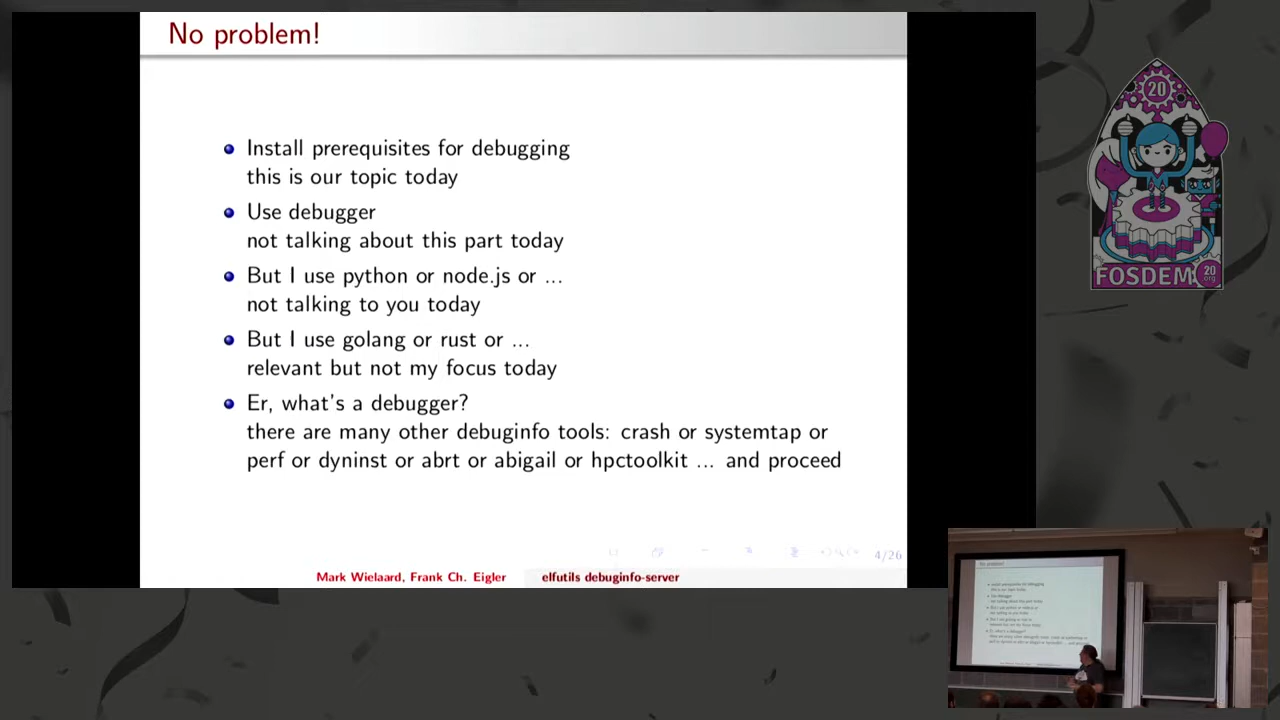 No problem!
Install prerequisites for debugging
this is our topic today
Use debugger
not talking about this part today
But I use python or node.js or ...
not talking to you today
But I use golang or rust or ...
relevant but not my focus today
Er, what's a debugger?
there are many other debuginfo tools: crash or systemtap or
perf or dyninst or abrt or abigail or hpctoolkit ... and proceed
4/26
Mark Wielaard, Frank Ch. Eigler
elfutils debuginfo-server
20
FOSDEM
20
.org